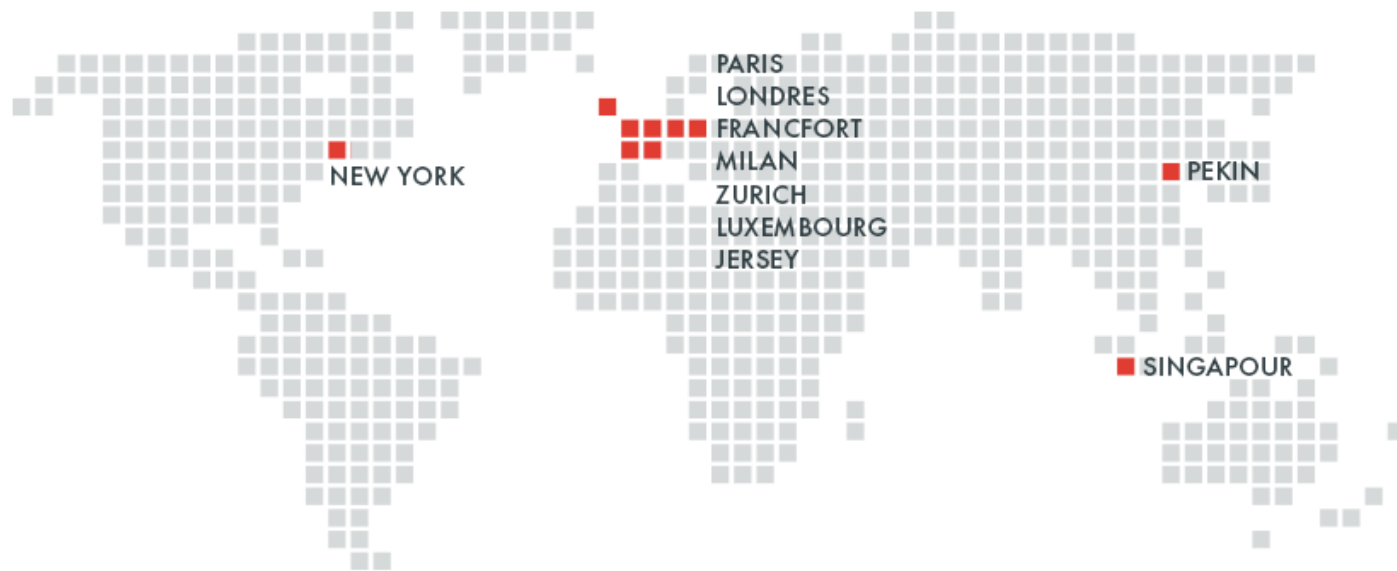 PARIS
LONDRES
FRANCFORT
MILAN
ZURICH
LUXEMBOURG
JERSEY
NEW YORK
PEKIN
SINGAPOUR